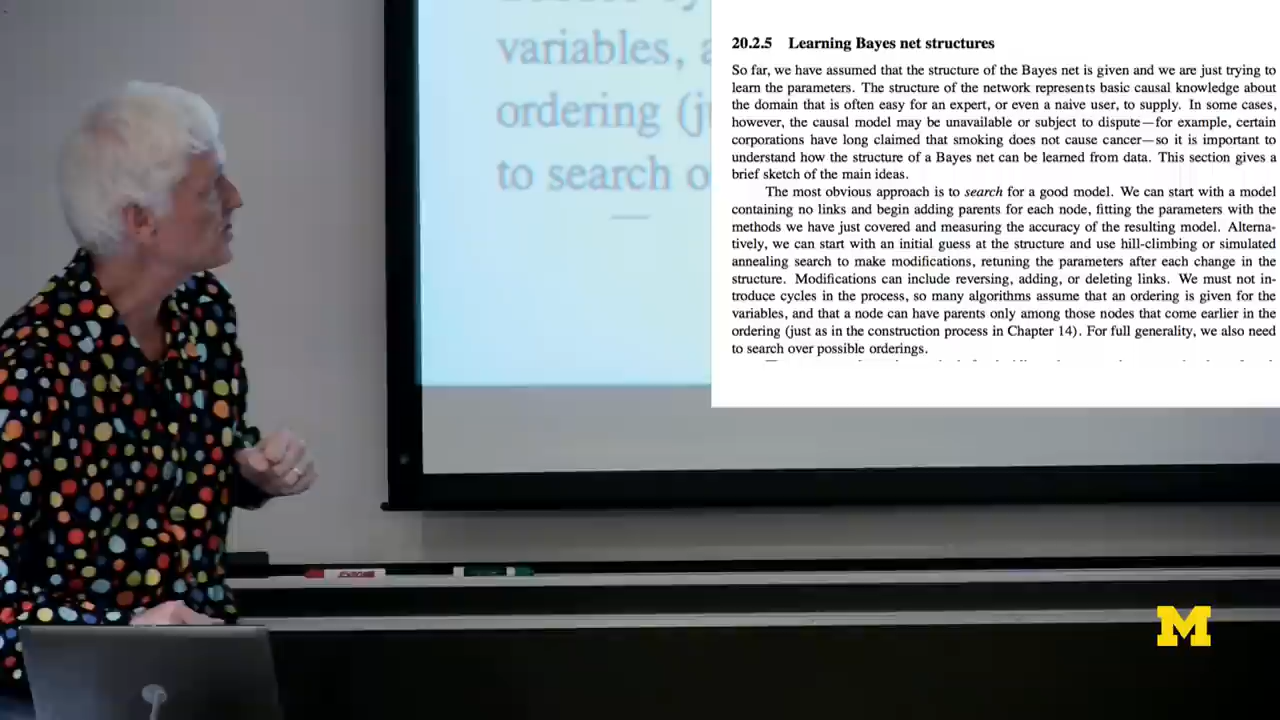 variables,
ordering (j
to search o
20.2.5 Learning Bayes net structures
So far, we have assumed that the structure of the Bayes net is given and we are just trying to
learn the parameters. The structure of the network represents basic causal knowledge about
the domain that is often easy for an expert, or even a naive user, to supply. In some cases,
however, the causal model may be unavailable or subject to dispute—for example, certain
corporations have long claimed that smoking does not cause cancer—so it is important to
understand how the structure of a Bayes net can be learned from data. This section gives a
brief sketch of the main ideas.
The most obvious approach is to search for a good model. We can start with a model
containing no links and begin adding parents for each node, fitting the parameters with the
methods we have just covered and measuring the accuracy of the resulting model. Alterna-
tively, we can start with an initial guess at the structure and use hill-climbing or simulated
annealing search to make modifications, retuning the parameters after each change in the
structure. Modifications can include reversing, adding, or deleting links. We must not in-
troduce cycles in the process, so many algorithms assume that an ordering is given for the
variables, and that a node can have parents only among those nodes that come earlier in the
ordering (just as in the construction process in Chapter 14). For full generality, we also need
to search over possible orderings.
M